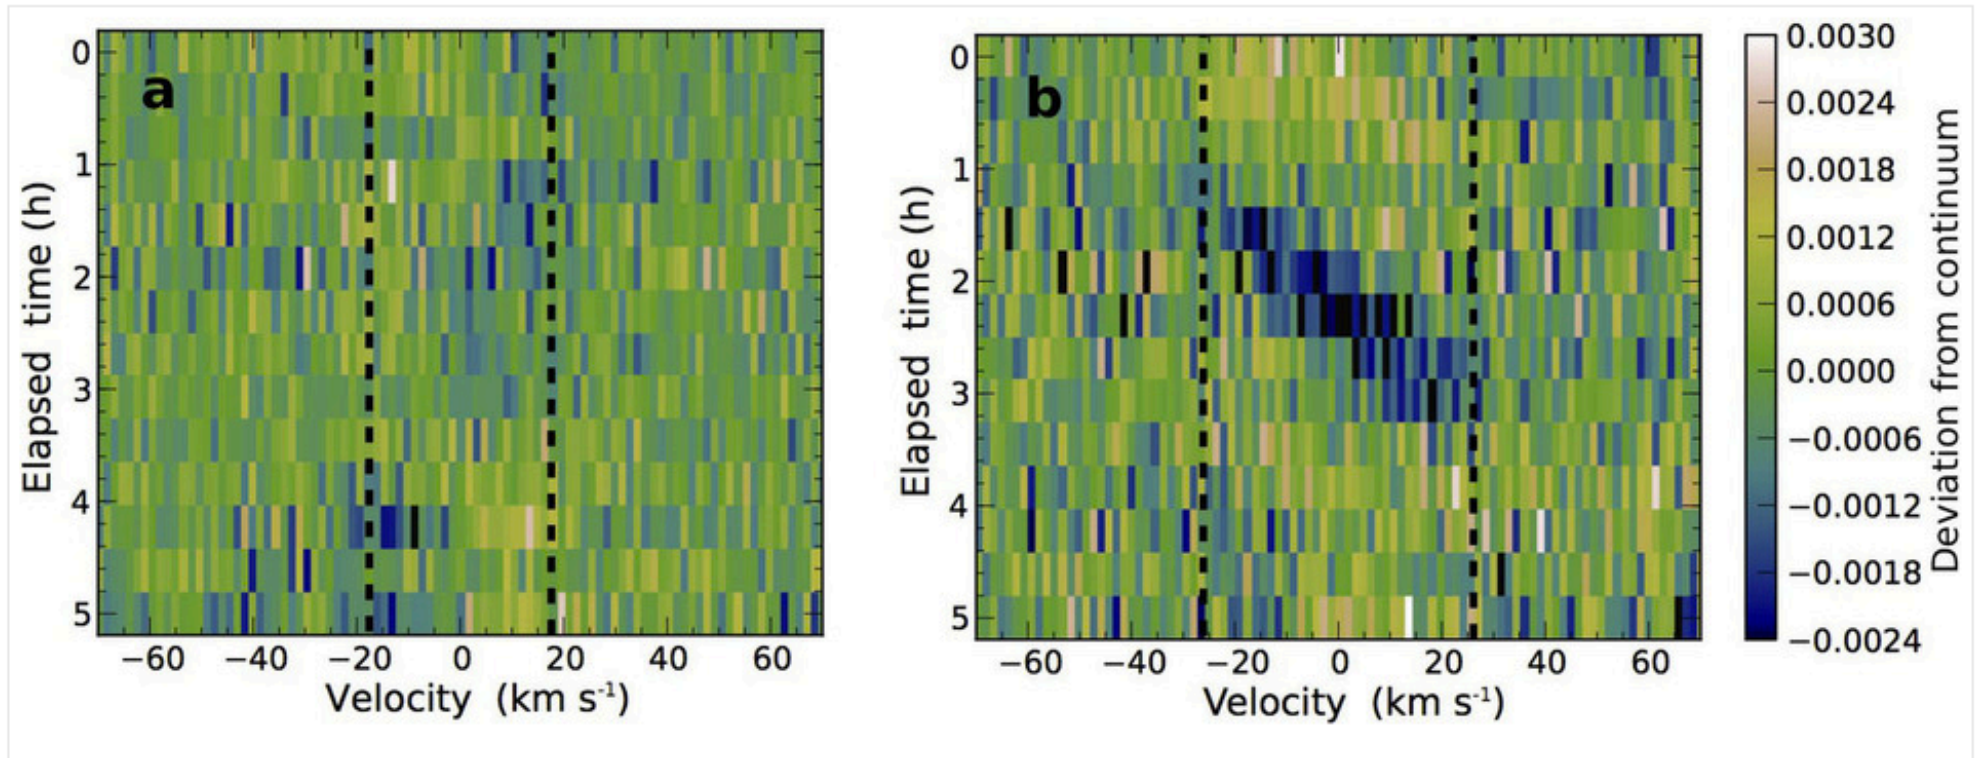 a
0
1
2
3
4
5
Elapsed time (h)
−60 −40 −20 0 20 40 60
Velocity (km s⁻¹)
b
0
1
2
3
4
5
Elapsed time (h)
−60 −40 −20 0 20 40 60
Velocity (km s⁻¹)
0.0030
0.0024
0.0018
0.0012
0.0006
0.0000
−0.0006
−0.0012
−0.0018
−0.0024
Deviation from continuum